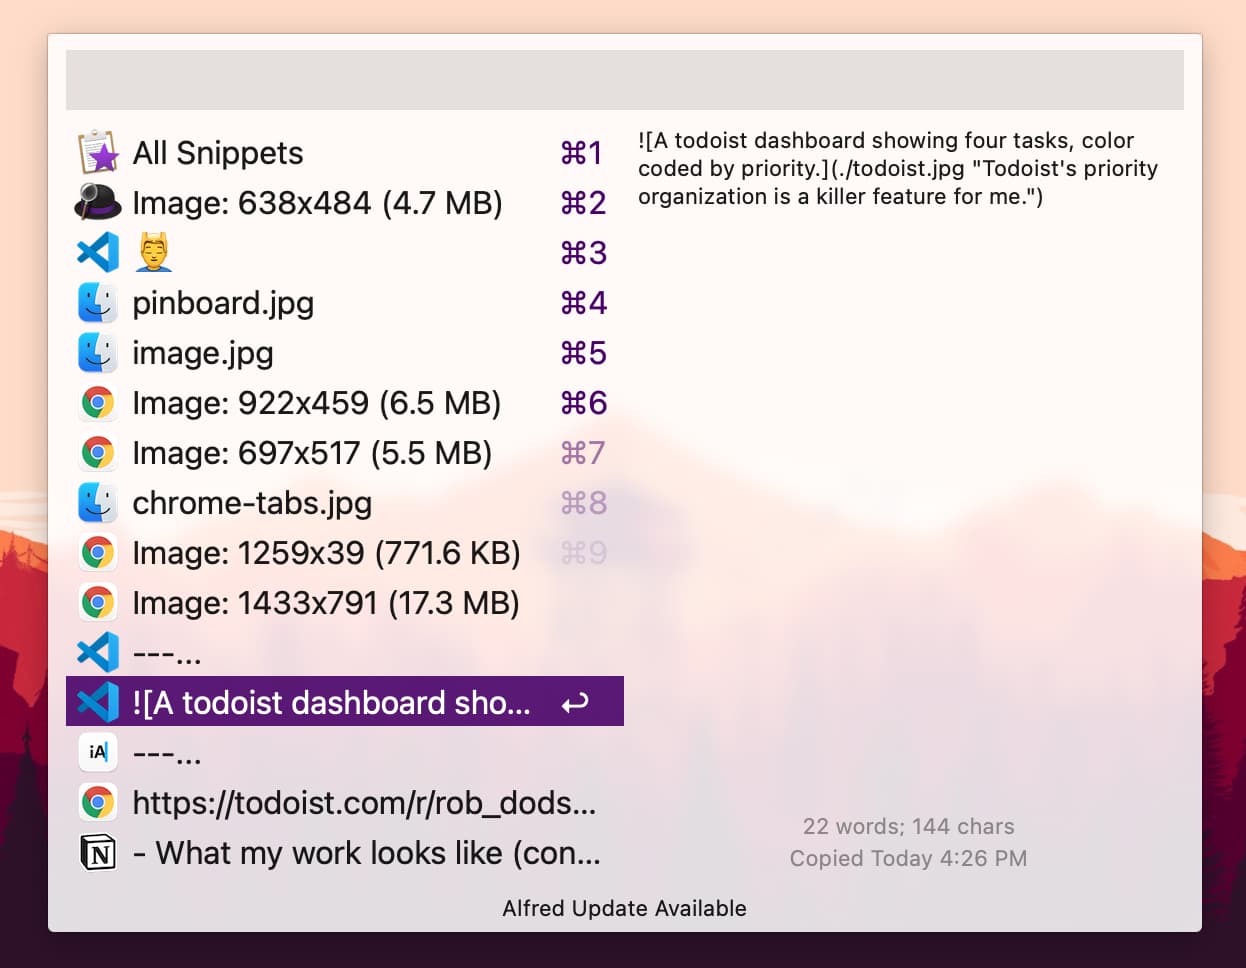 All Snippets ⌘1
Image: 638x484 (4.7 MB) ⌘2
💆‍♂️ ⌘3
pinboard.jpg ⌘4
image.jpg ⌘5
Image: 922x459 (6.5 MB) ⌘6
Image: 697x517 (5.5 MB) ⌘7
chrome-tabs.jpg ⌘8
Image: 1259x39 (771.6 KB) ⌘9
Image: 1433x791 (17.3 MB)
---...
![A todoist dashboard sho... ↩
iA
---...
https://todoist.com/r/rob_dods...
N
- What my work looks like (con...
![A todoist dashboard showing four tasks, color
coded by priority.](./todoist.jpg "Todoist's priority
organization is a killer feature for me.")
22 words; 144 chars
Copied Today 4:26 PM
Alfred Update Available